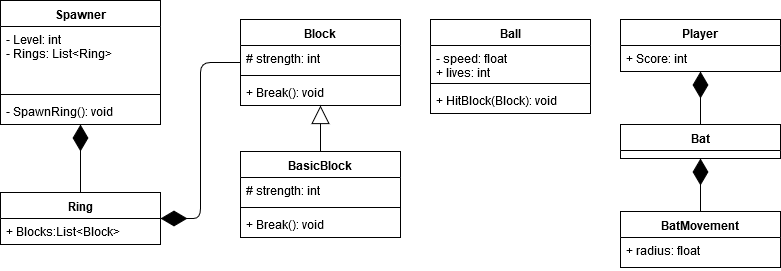 Spawner
- Level: int
- Rings: List<Ring>
- SpawnRing(): void
Ring
+ Blocks:List<Block>
Block
# strength: int
+ Break(): void
BasicBlock
# strength: int
+ Break(): void
Ball
- speed: float
+ lives: int
+ HitBlock(Block): void
Player
+ Score: int
Bat
BatMovement
+ radius: float